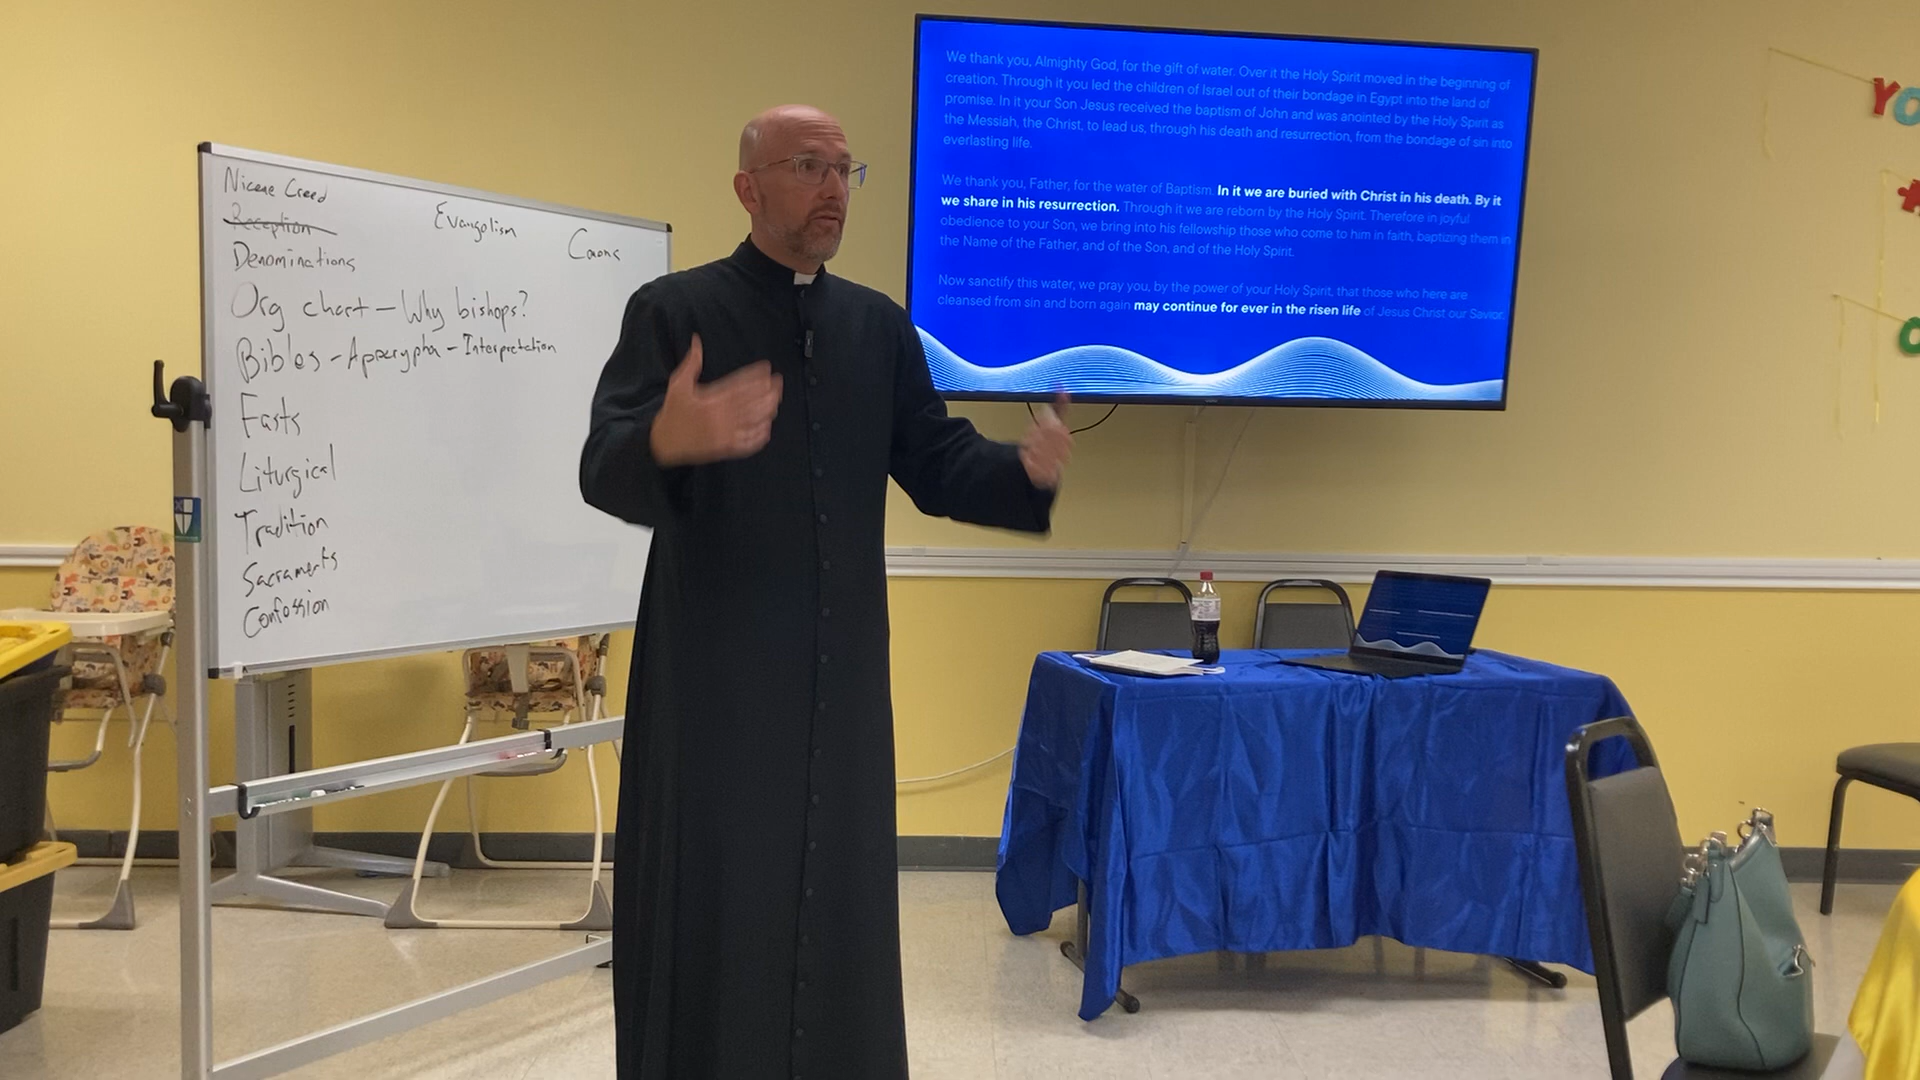 Nicene Creed
Reception
Denominations
Org chart – Why bishops?
Bibles – Apperypha – Interpretation
Fasts
Liturgical
Tradition
Sacraments
Confossion
Evangolism
We thank you, Almighty God, for the gift of water. Over it the Holy Spirit moved in the beginning of
creation. Through it you led the children of Israel out of their bondage in Egypt into the land of
promise. In it your Son Jesus received the baptism of John and was anointed by the Holy Spirit as
the Messiah, the Christ, to lead us, through his death and resurrection, from the bondage of sin into
everlasting life.
We thank you, Father, for the water of Baptism. In it we are buried with Christ in his death. By it
we share in his resurrection. Through it we are reborn by the Holy Spirit. Therefore in joyful
obedience to your Son, we bring into his fellowship those who come to him in faith, baptizing them in
the Name of the Father, and of the Son, and of the Holy Spirit.
Now sanctify this water, we pray you, by the power of your Holy Spirit, that those who here are
cleansed from sin and born again may continue for ever in the risen life of Jesus Christ our Savior.
YO